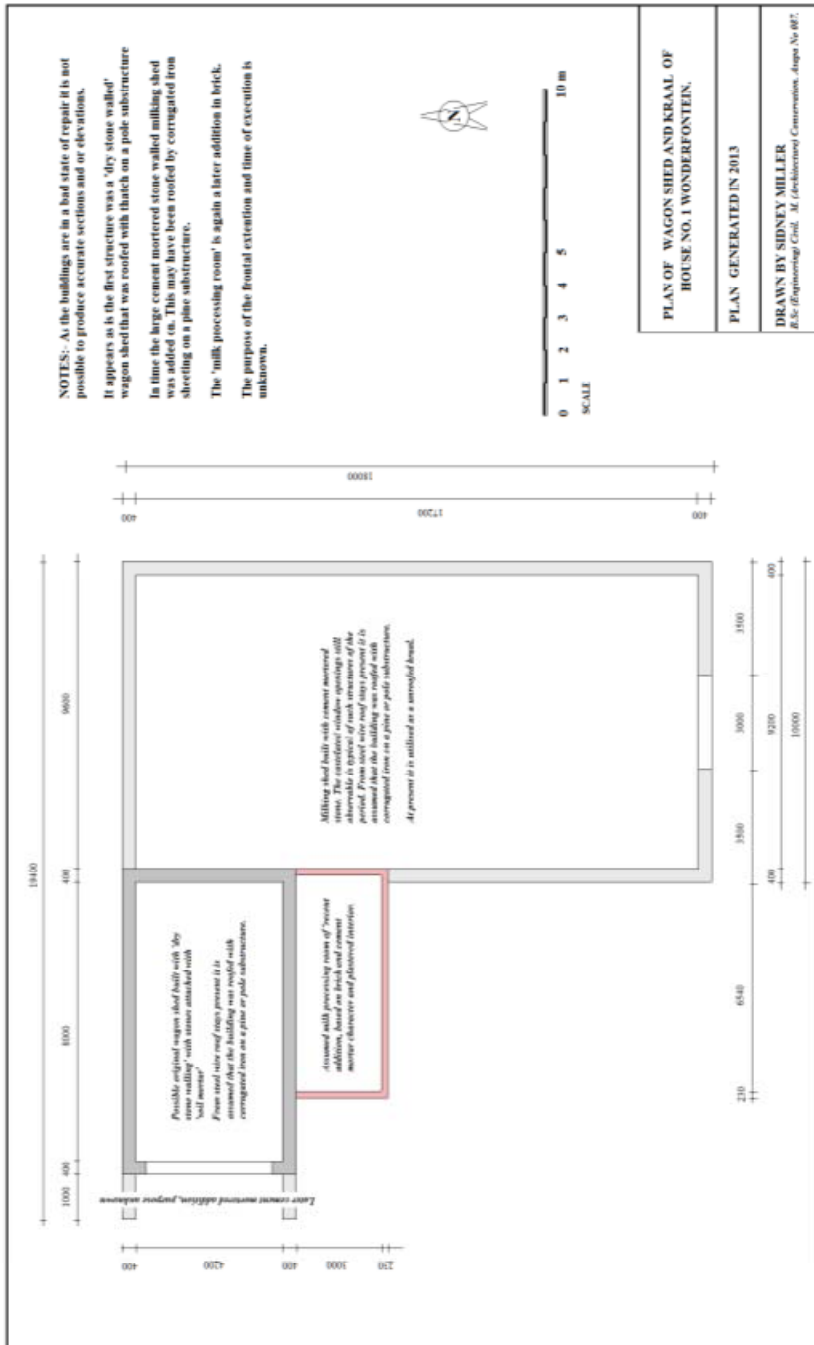 NOTES:- As the buildings are in a bad state of repair it is not
possible to produce accurate sections and or elevations.
It appears as is the first structure was a 'dry stone walled'
wagon shed that was roofed with thatch on a pole substructure
In time the large cement mortered stone walled milking shed
was added on. This may have been roofed by corrugated iron
sheeting on a pine substructure.
The 'milk processing room' is again a later addition in brick.
The purpose of the frontal extention and time of execution is
unknown.
N
0 1 2 3 4 5 10 m
SCALE
PLAN OF WAGON SHED AND KRAAL OF
HOUSE NO. 1 WONDERFONTEIN.
PLAN GENERATED IN 2013
DRAWN BY SIDNEY MILLER
B.Sc (Engineering) Civil. M. (Architecture) Conservation. Asapa No 087.
19400
1000 400 8000 400 9600
400 4200 400 3000 230
Later cement mortered addition, purpose unknown
Possible original wagon shed built with 'dry
stone walling' with stones attached with
'soil mortar'
From steel wire roof stays present it is
assumed that the building was roofed with
corrugated iron on a pine or pole substructure.
Assumed milk processing room of 'recent
addition, based on brick and cement
mortar character and plastered interior.
Milking shed built with cement mortered
stone. The castelated window openings still
observable is typical of such structures of the
period. From steel wire roof stays present it is
assumed that the building was roofed with
corrugated iron on a pine or pole substructure.
At present it is utilised as a unroofed kraal.
400 17200 400
18000
230 6540 400 3500 3000 3500 400
9200
10000